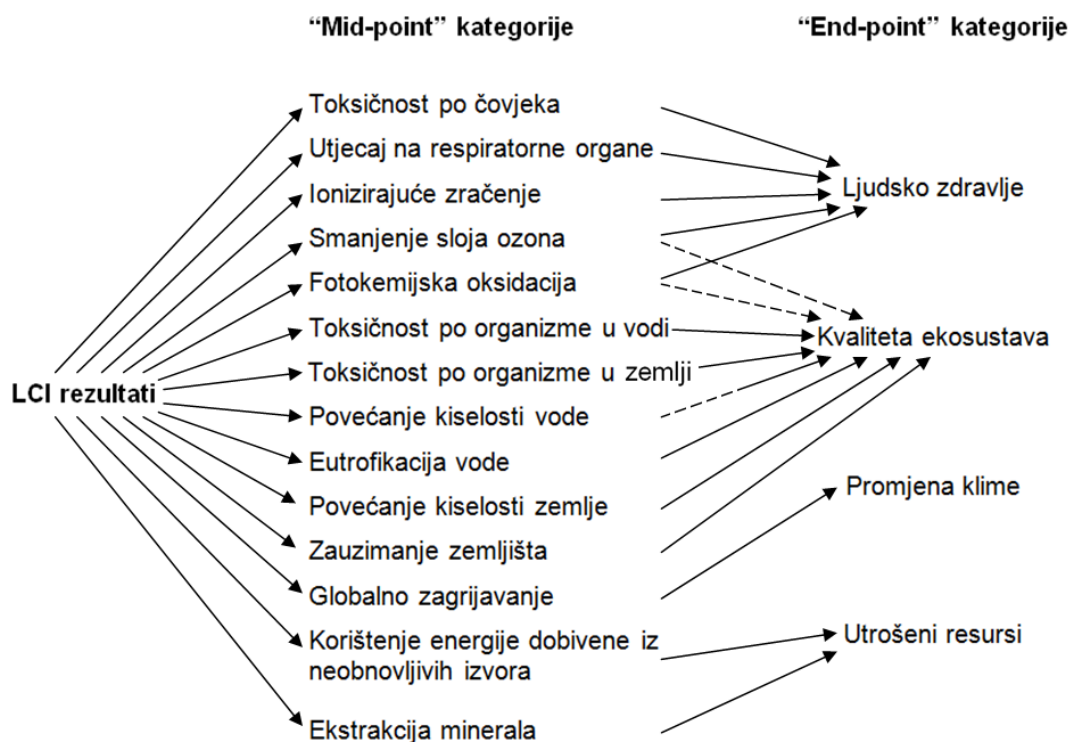 “Mid-point” kategorije
“End-point” kategorije
Toksičnost po čovjeka
Utjecaj na respiratorne organe
Ionizirajuće zračenje
Ljudsko zdravlje
Smanjenje sloja ozona
Fotokemijska oksidacija
Toksičnost po organizme u vodi
Kvaliteta ekosustava
Toksičnost po organizme u zemlji
LCI rezultati
Povećanje kiselosti vode
Eutrofikacija vode
Promjena klime
Povećanje kiselosti zemlje
Zauzimanje zemljišta
Globalno zagrijavanje
Korištenje energije dobivene iz
neobnovljivih izvora
Utrošeni resursi
Ekstrakcija minerala